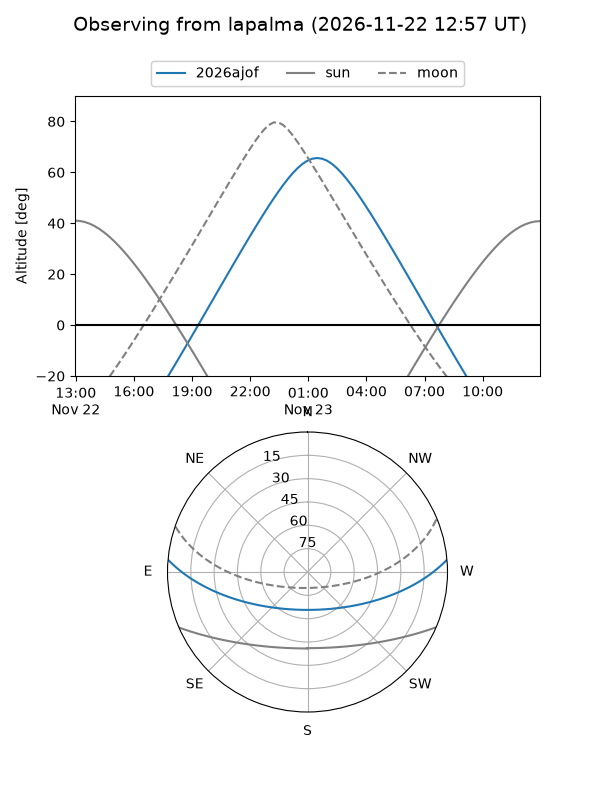 Observing from lapalma (2026-11-22 12:57 UT)
2026ajof sun moon
Altitude [deg]
80
60
40
20
0
−20
13:00 16:00 19:00 22:00 01:00 04:00 07:00 10:00
Nov 22 Nov 23
N
NE NW
15
30
45
60
75
E W
SE SW
S